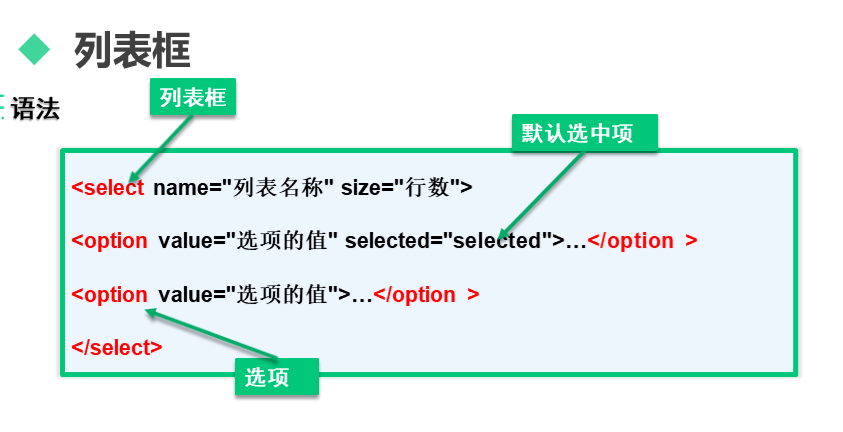 列表框
列表框
语法
默认选中项
<select name="列表名称" size="行数">
<option value="选项的值" selected="selected">…</option >
<option value="选项的值">…</option >
</select>
选项